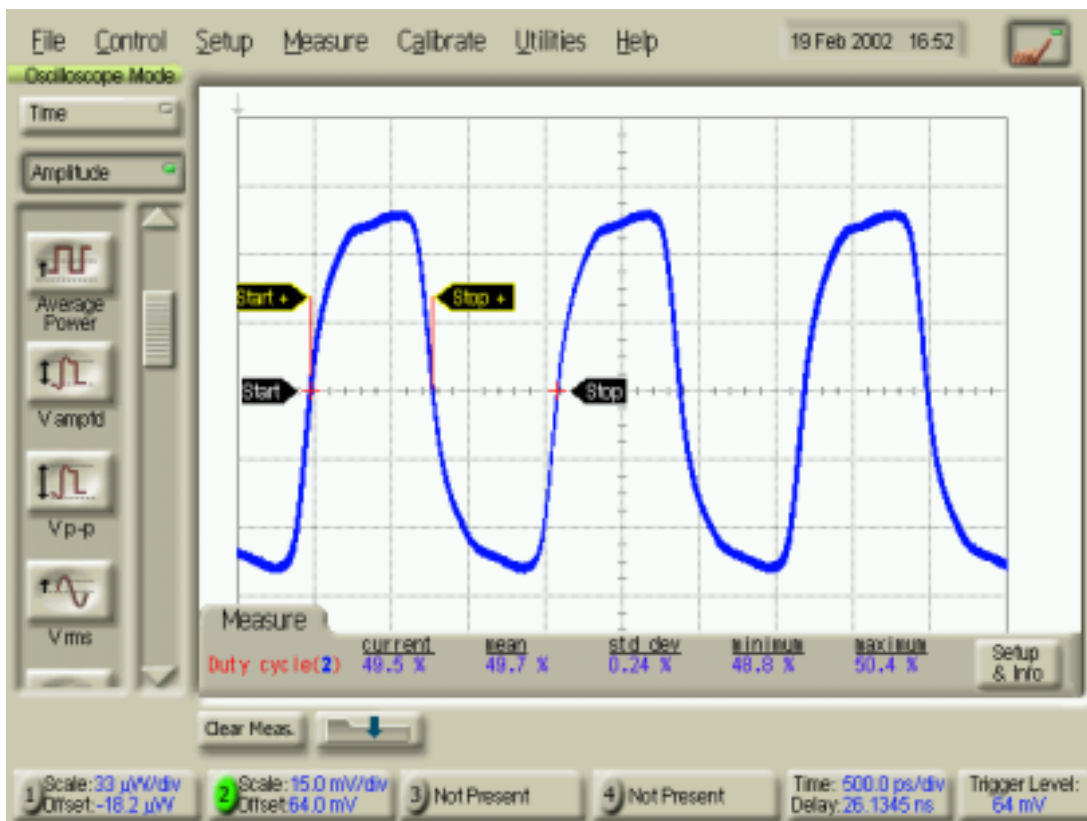 File Control Setup Measure Calibrate Utilities Help 19 Feb 2002 16:52
Oscilloscope Mode
Time
Amplitude
Average
Power
V amptd
V p-p
V rms
Start +
Stop +
Start
Stop
Measure
current mean std dev minimum maximum
Duty cycle(2) 49.5 % 49.7 % 0.24 % 48.8 % 50.4 %
Setup
& Info
Clear Meas.
1 Scale:33 µW/div
Offset:-18.2 µW
2 Scale:15.0 mV/div
Offset:64.0 mV
3 Not Present
4 Not Present
Time: 500.0 ps/div
Delay:26.1345 ns
Trigger Level:
64 mV